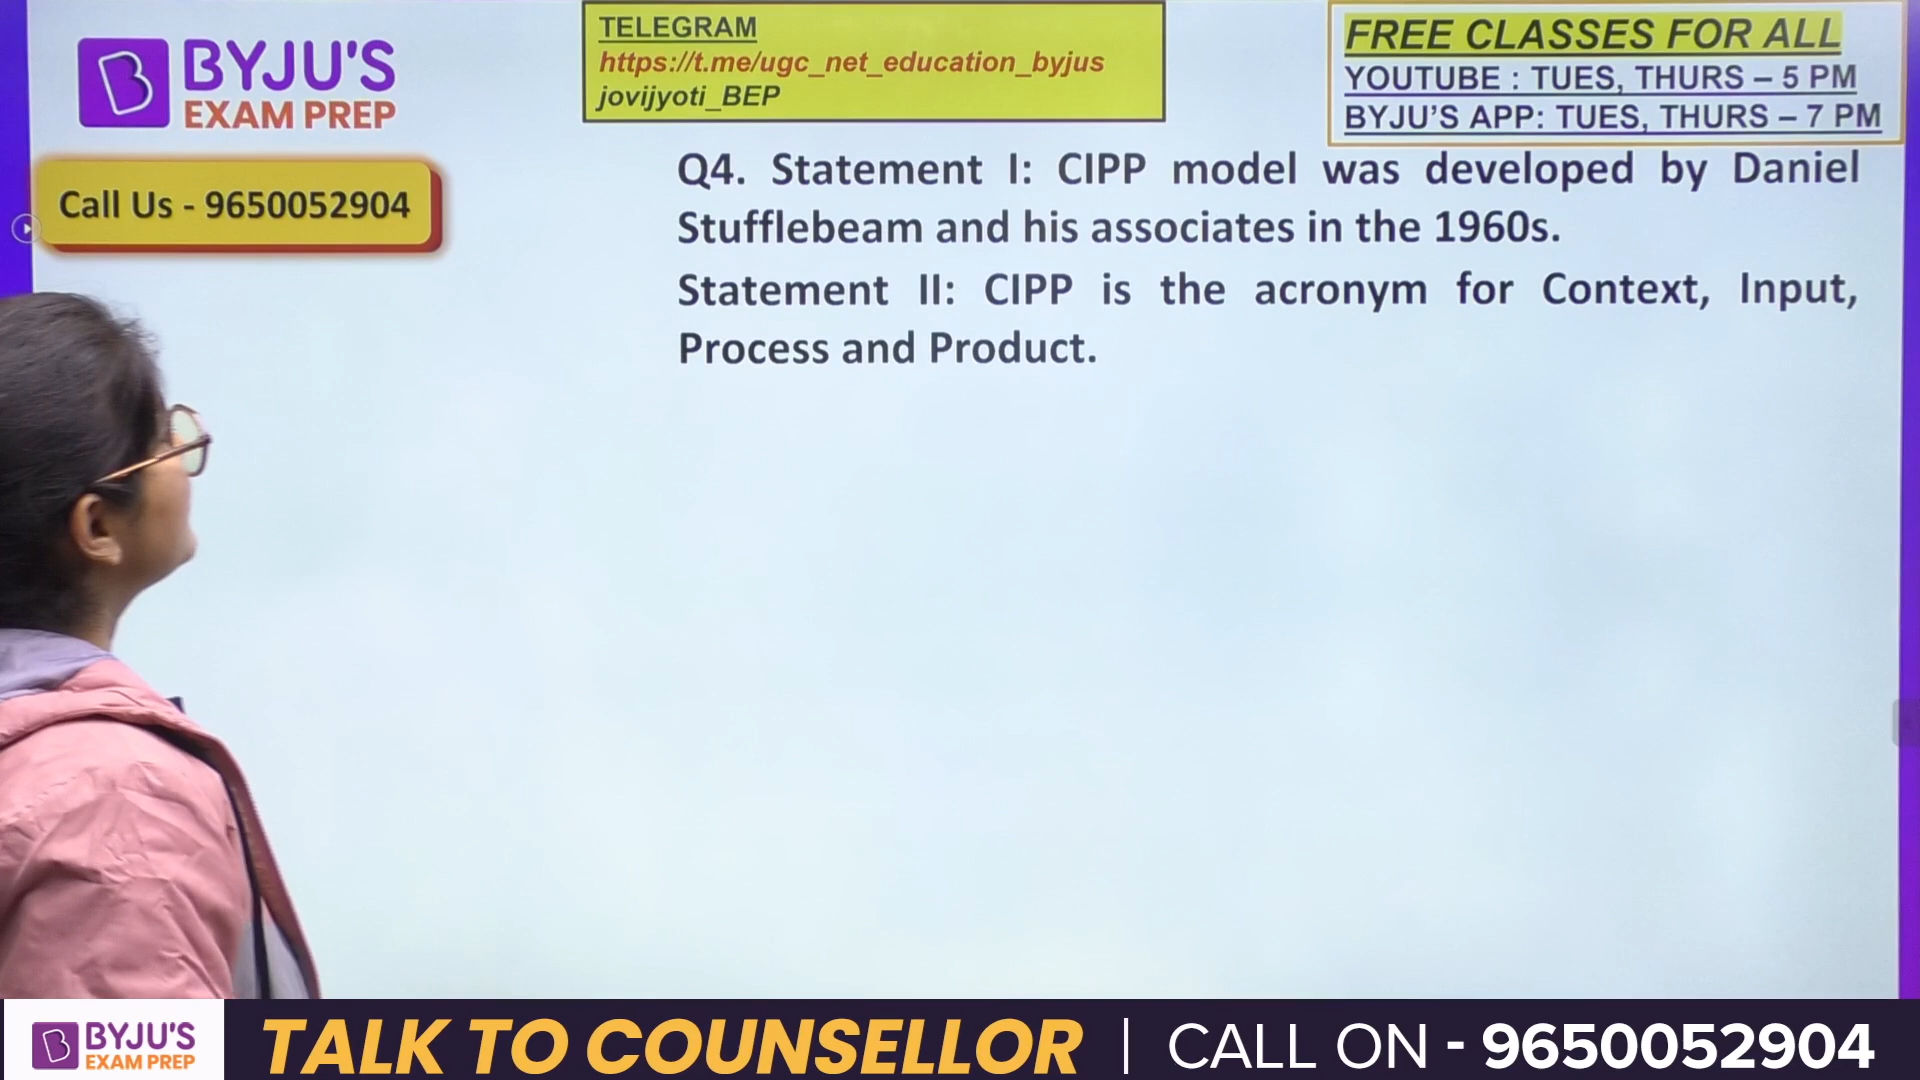 BYJU'S
EXAM PREP
TELEGRAM
https://t.me/ugc_net_education_byjus
jovijyoti_BEP
FREE CLASSES FOR ALL
YOUTUBE : TUES, THURS – 5 PM
BYJU'S APP: TUES, THURS – 7 PM
Call Us - 9650052904
Q4. Statement I: CIPP model was developed by Daniel
Stufflebeam and his associates in the 1960s.
Statement II: CIPP is the acronym for Context, Input,
Process and Product.
BYJU'S
EXAM PREP
TALK TO COUNSELLOR | CALL ON - 9650052904